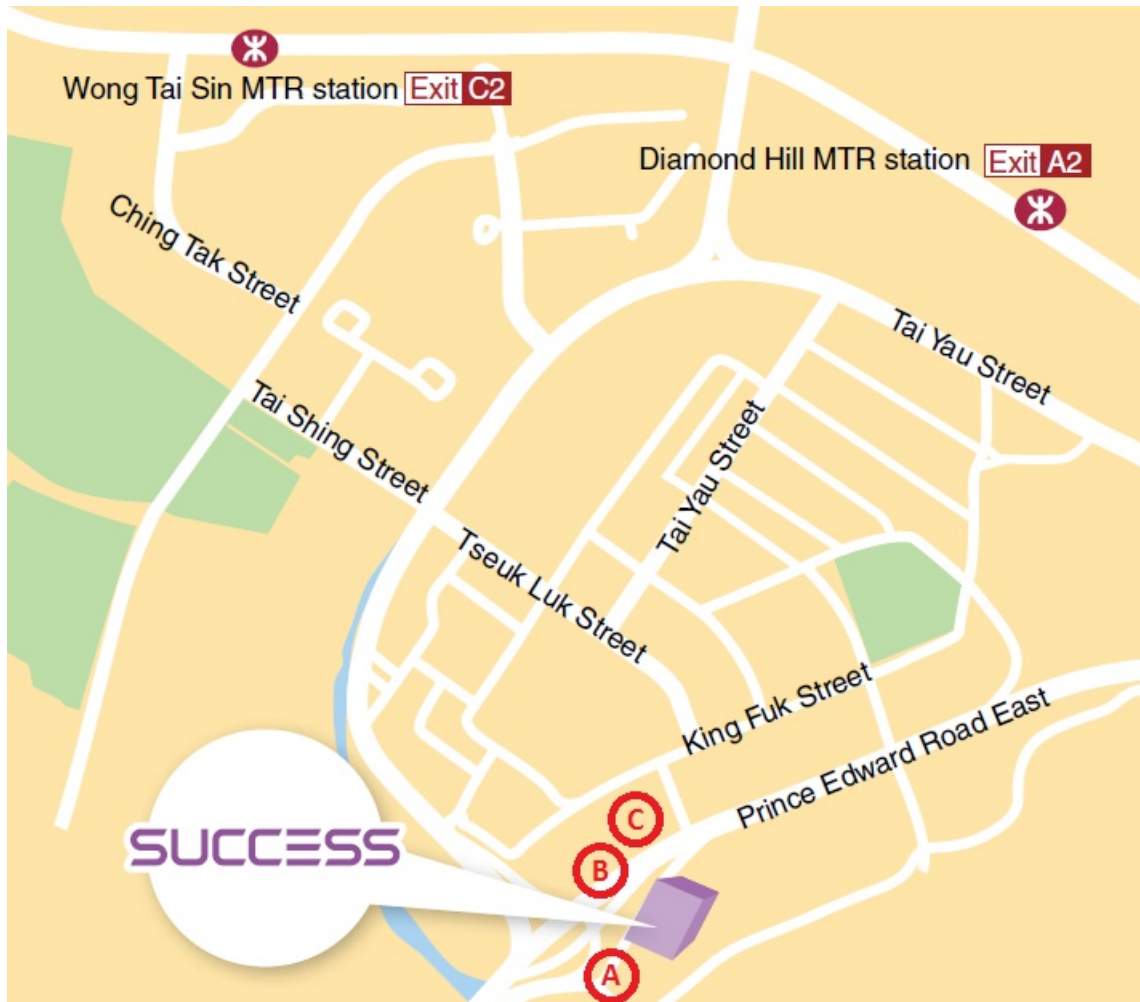 Wong Tai Sin MTR station Exit C2
Diamond Hill MTR station Exit A2
Ching Tak Street
Tai Yau Street
Tai Shing Street
Tai Yau Street
Tseuk Luk Street
King Fuk Street
Prince Edward Road East
C
SUCCESS
B
A